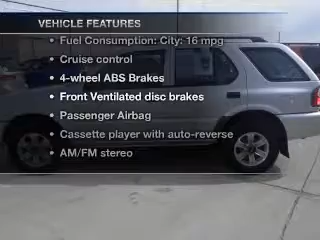 VEHICLE FEATURES
• Fuel Consumption: City: 16 mpg
• Cruise control
• 4-wheel ABS Brakes
• Front Ventilated disc brakes
• Passenger Airbag
• Cassette player with auto-reverse
• AM/FM stereo